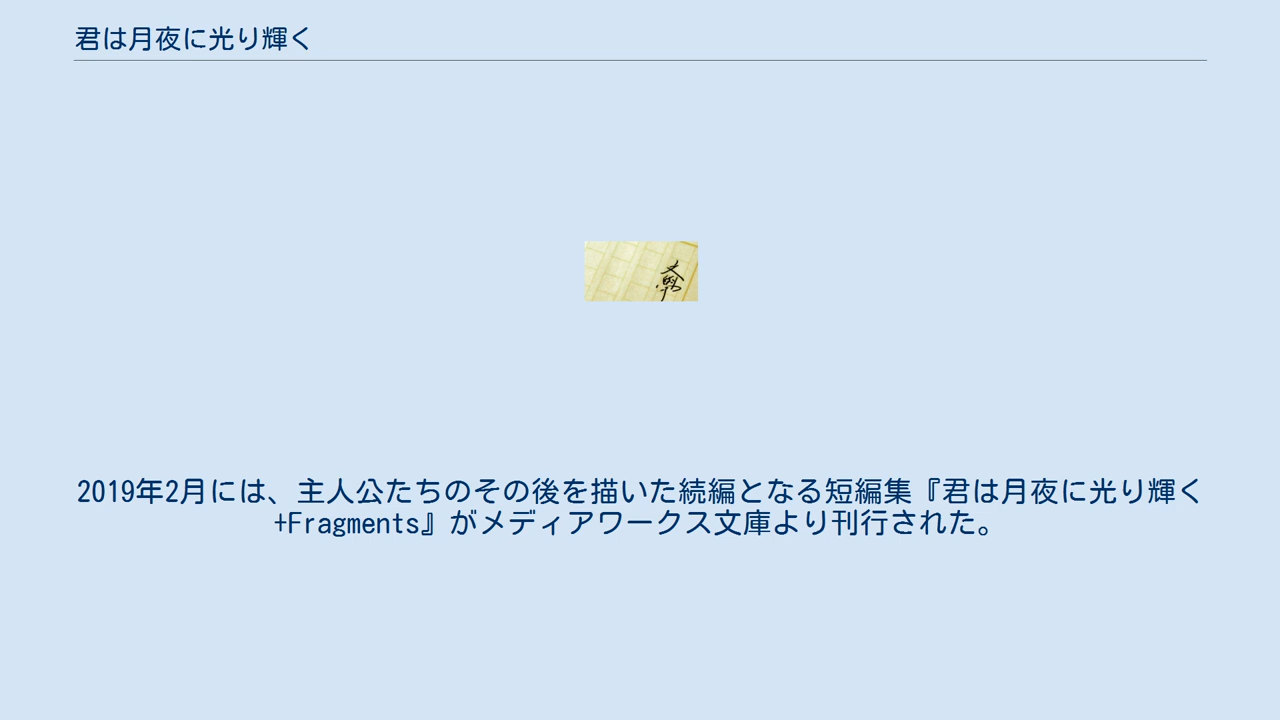 君は月夜に光り輝く
2019年2月には、主人公たちのその後を描いた続編となる短編集『君は月夜に光り輝く
+Fragments』がメディアワークス文庫より刊行された。